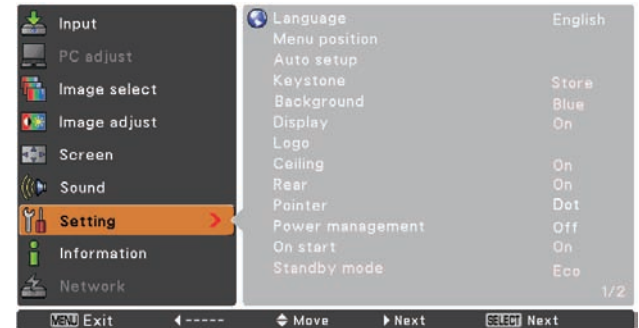 Input
PC adjust
Image select
Image adjust
Screen
Sound
Setting
Information
Network
Language English
Menu position
Auto setup
Keystone Store
Background Blue
Display On
Logo
Ceiling On
Rear On
Pointer Dot
Power management Off
On start On
Standby mode Eco
1/2
MENU Exit ----- Move Next SELECT Next